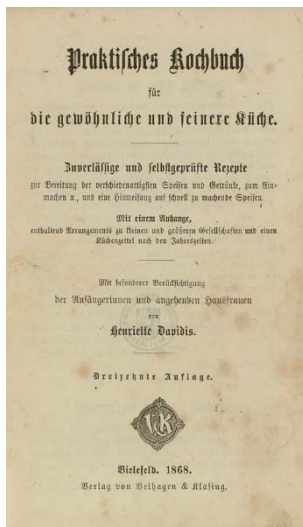 Praktisches Kochbuch
für
die gewöhnliche und feinere Küche.
Zuverlässige und selbstgeprüfte Rezepte
zur Bereitung der verschiedenartigsten Speisen und Getränke, zum Ein-
machen ꝛc., und eine Hinweisung auf schnell zu machende Speisen.
Mit einem Anhange,
enthaltend Arrangements zu kleinen und größeren Gesellschaften und einen
Küchenzettel nach den Jahreszeiten.
Mit besonderer Berücksichtigung
der Anfängerinnen und angehenden Hausfrauen
von
Henriette Davidis.
Dreizehnte Auflage.
VK
Bielefeld. 1868.
Verlag von Velhagen & Klasing.